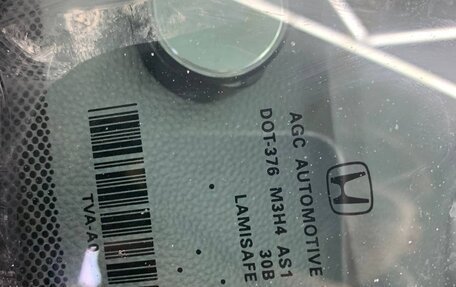 AGC AUTOMOTIVE
DOT-376 M3H4 AS1
30B
LAMISAFE